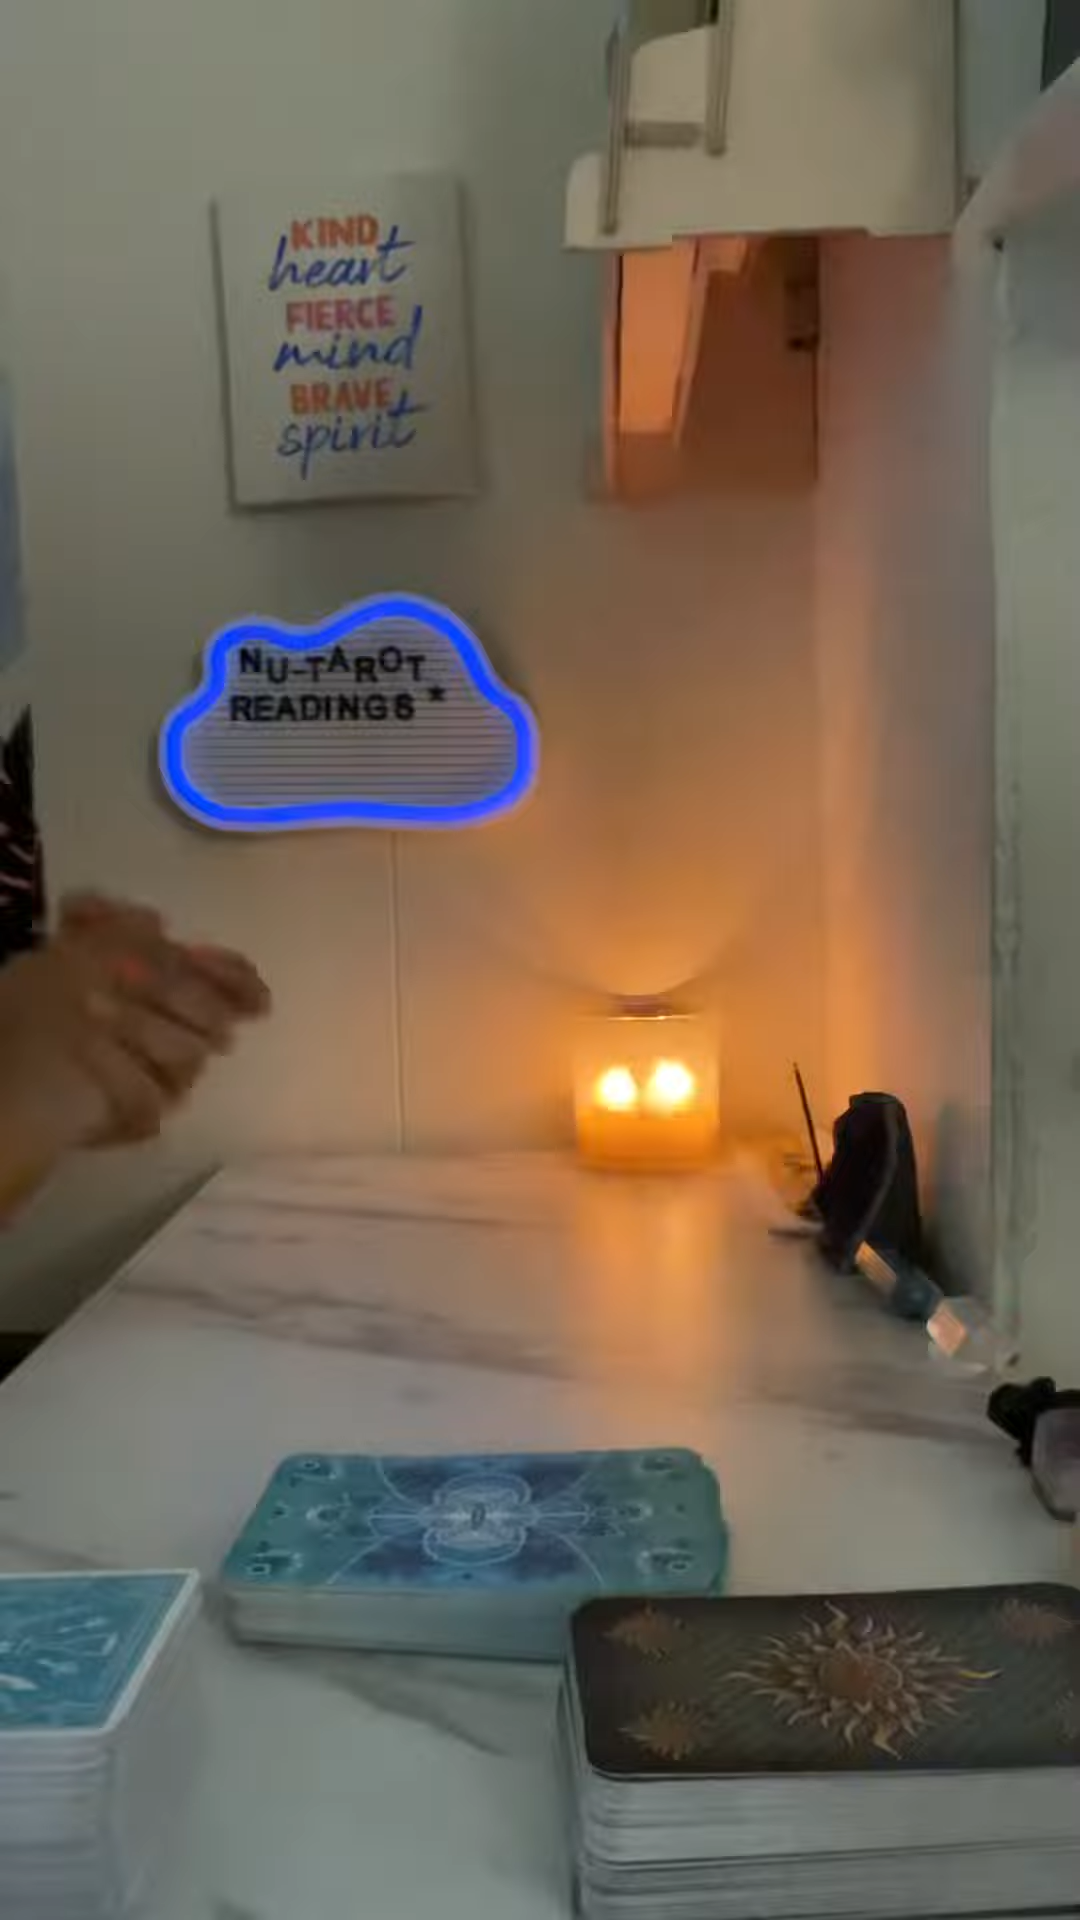 KIND
heart
FIERCE
mind
BRAVE
spirit
NU-TAROT
READINGS*